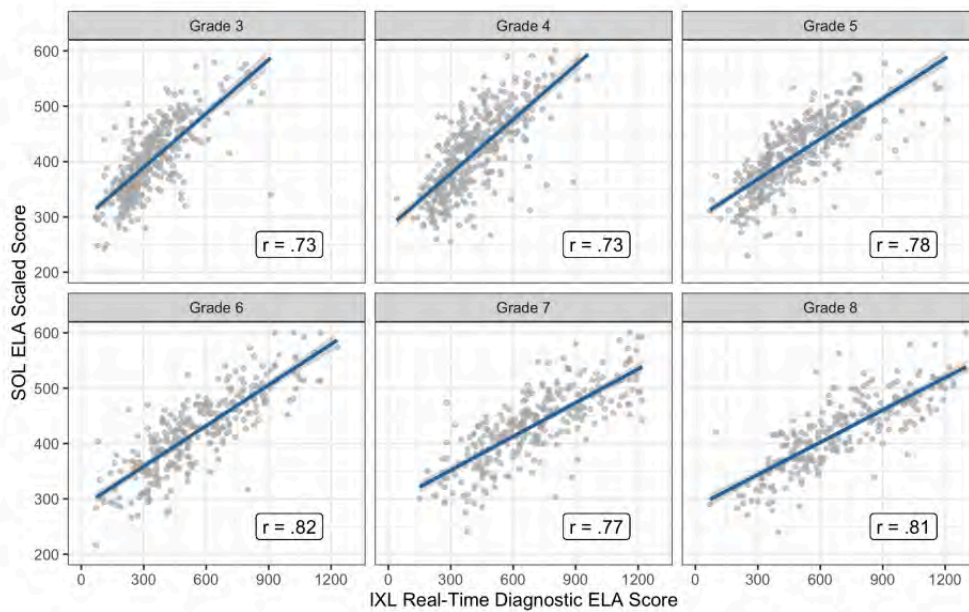 Grade 3
Grade 4
Grade 5
600
500
400
300
200
r = .73
r = .73
r = .78
SOL ELA Scaled Score
Grade 6
Grade 7
Grade 8
600
500
400
300
200
r = .82
r = .77
r = .81
0 300 600 900 1200
0 300 600 900 1200
0 300 600 900 1200
IXL Real-Time Diagnostic ELA Score